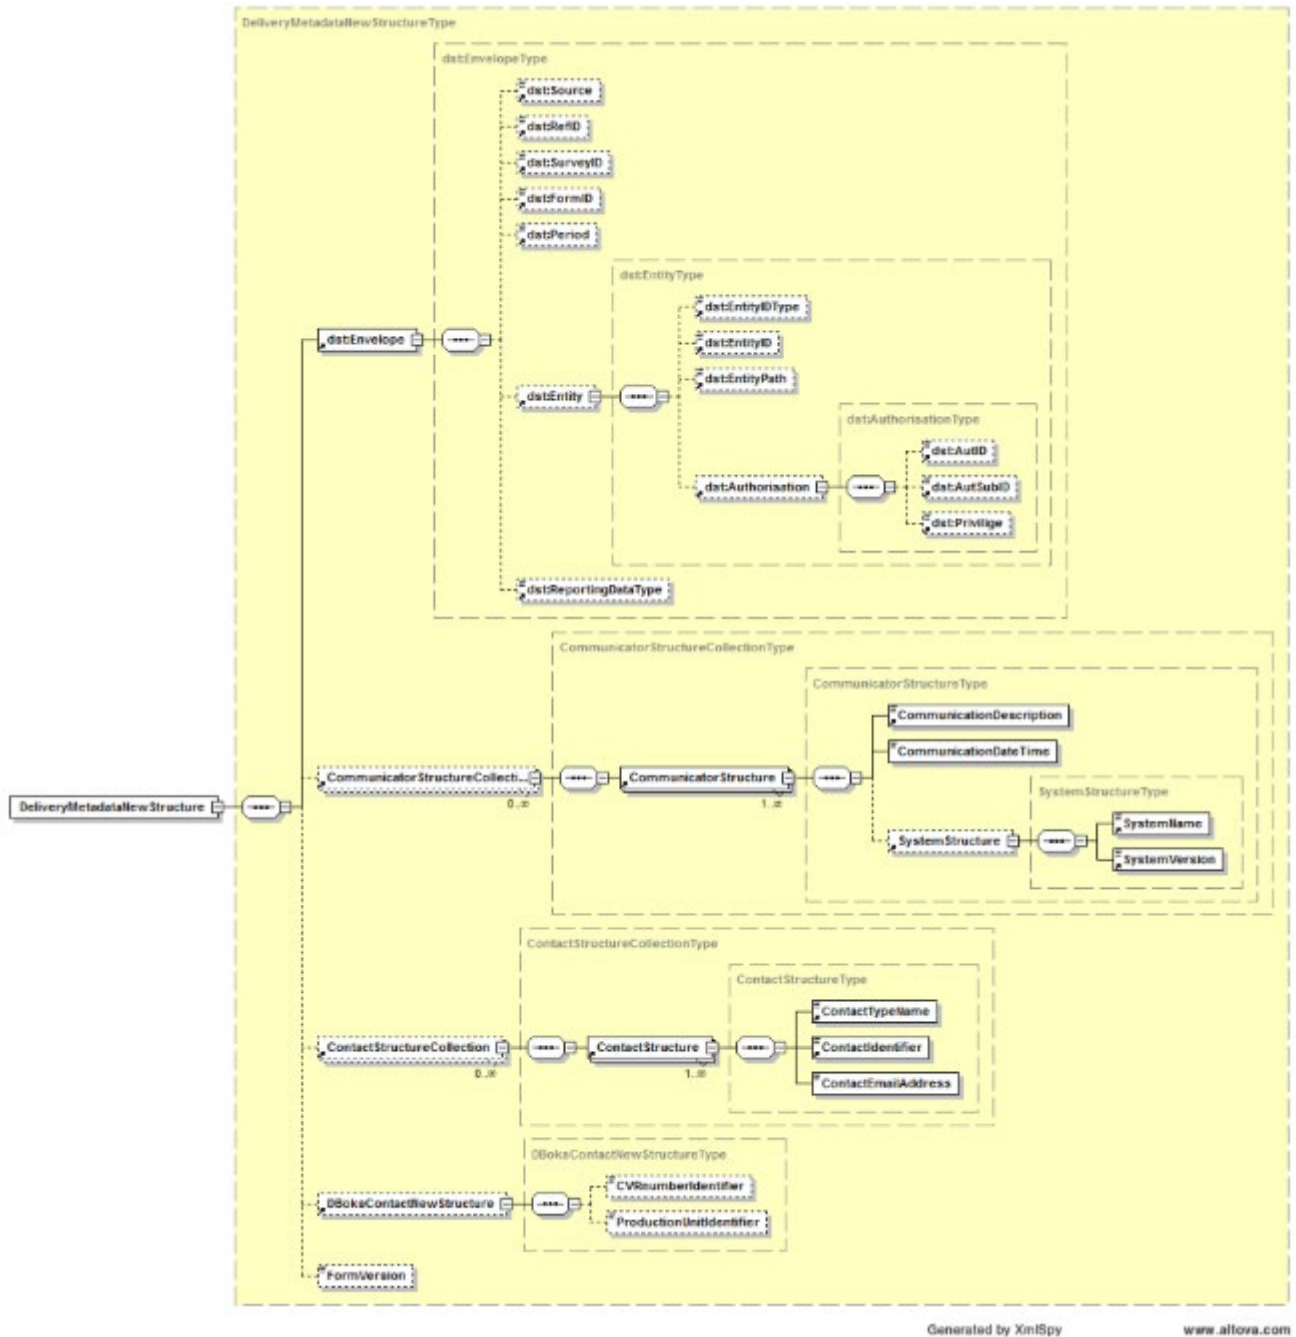 DeliveryMetadataNewStructureType
dst:EnvelopeType
dst:Source
dst:RefID
dst:SurveyID
dst:FormID
dst:Period
dst:EntityType
dst:EntityIDType
dst:Envelope
dst:EntityID
dst:EntityPath
dst:Entity
dst:AuthorisationType
dst:AutID
dst:Authorisation
dst:AutSubID
dst:Privilige
dst:ReportingDataType
CommunicatorStructureCollectionType
CommunicatorStructureType
CommunicationDescription
CommunicationDateTime
CommunicatorStructureCollecti...
CommunicatorStructure
SystemStructureType
0..∞
1..∞
DeliveryMetadataNewStructure
SystemName
SystemStructure
SystemVersion
ContactStructureCollectionType
ContactStructureType
ContactTypeName
ContactStructureCollection
ContactStructure
ContactIdentifier
0..∞
1..∞
ContactEmailAddress
DBoksContactNewStructureType
CVRnumberIdentifier
DBoksContactNewStructure
ProductionUnitIdentifier
FormVersion
Generated by XmlSpy
www.altova.com